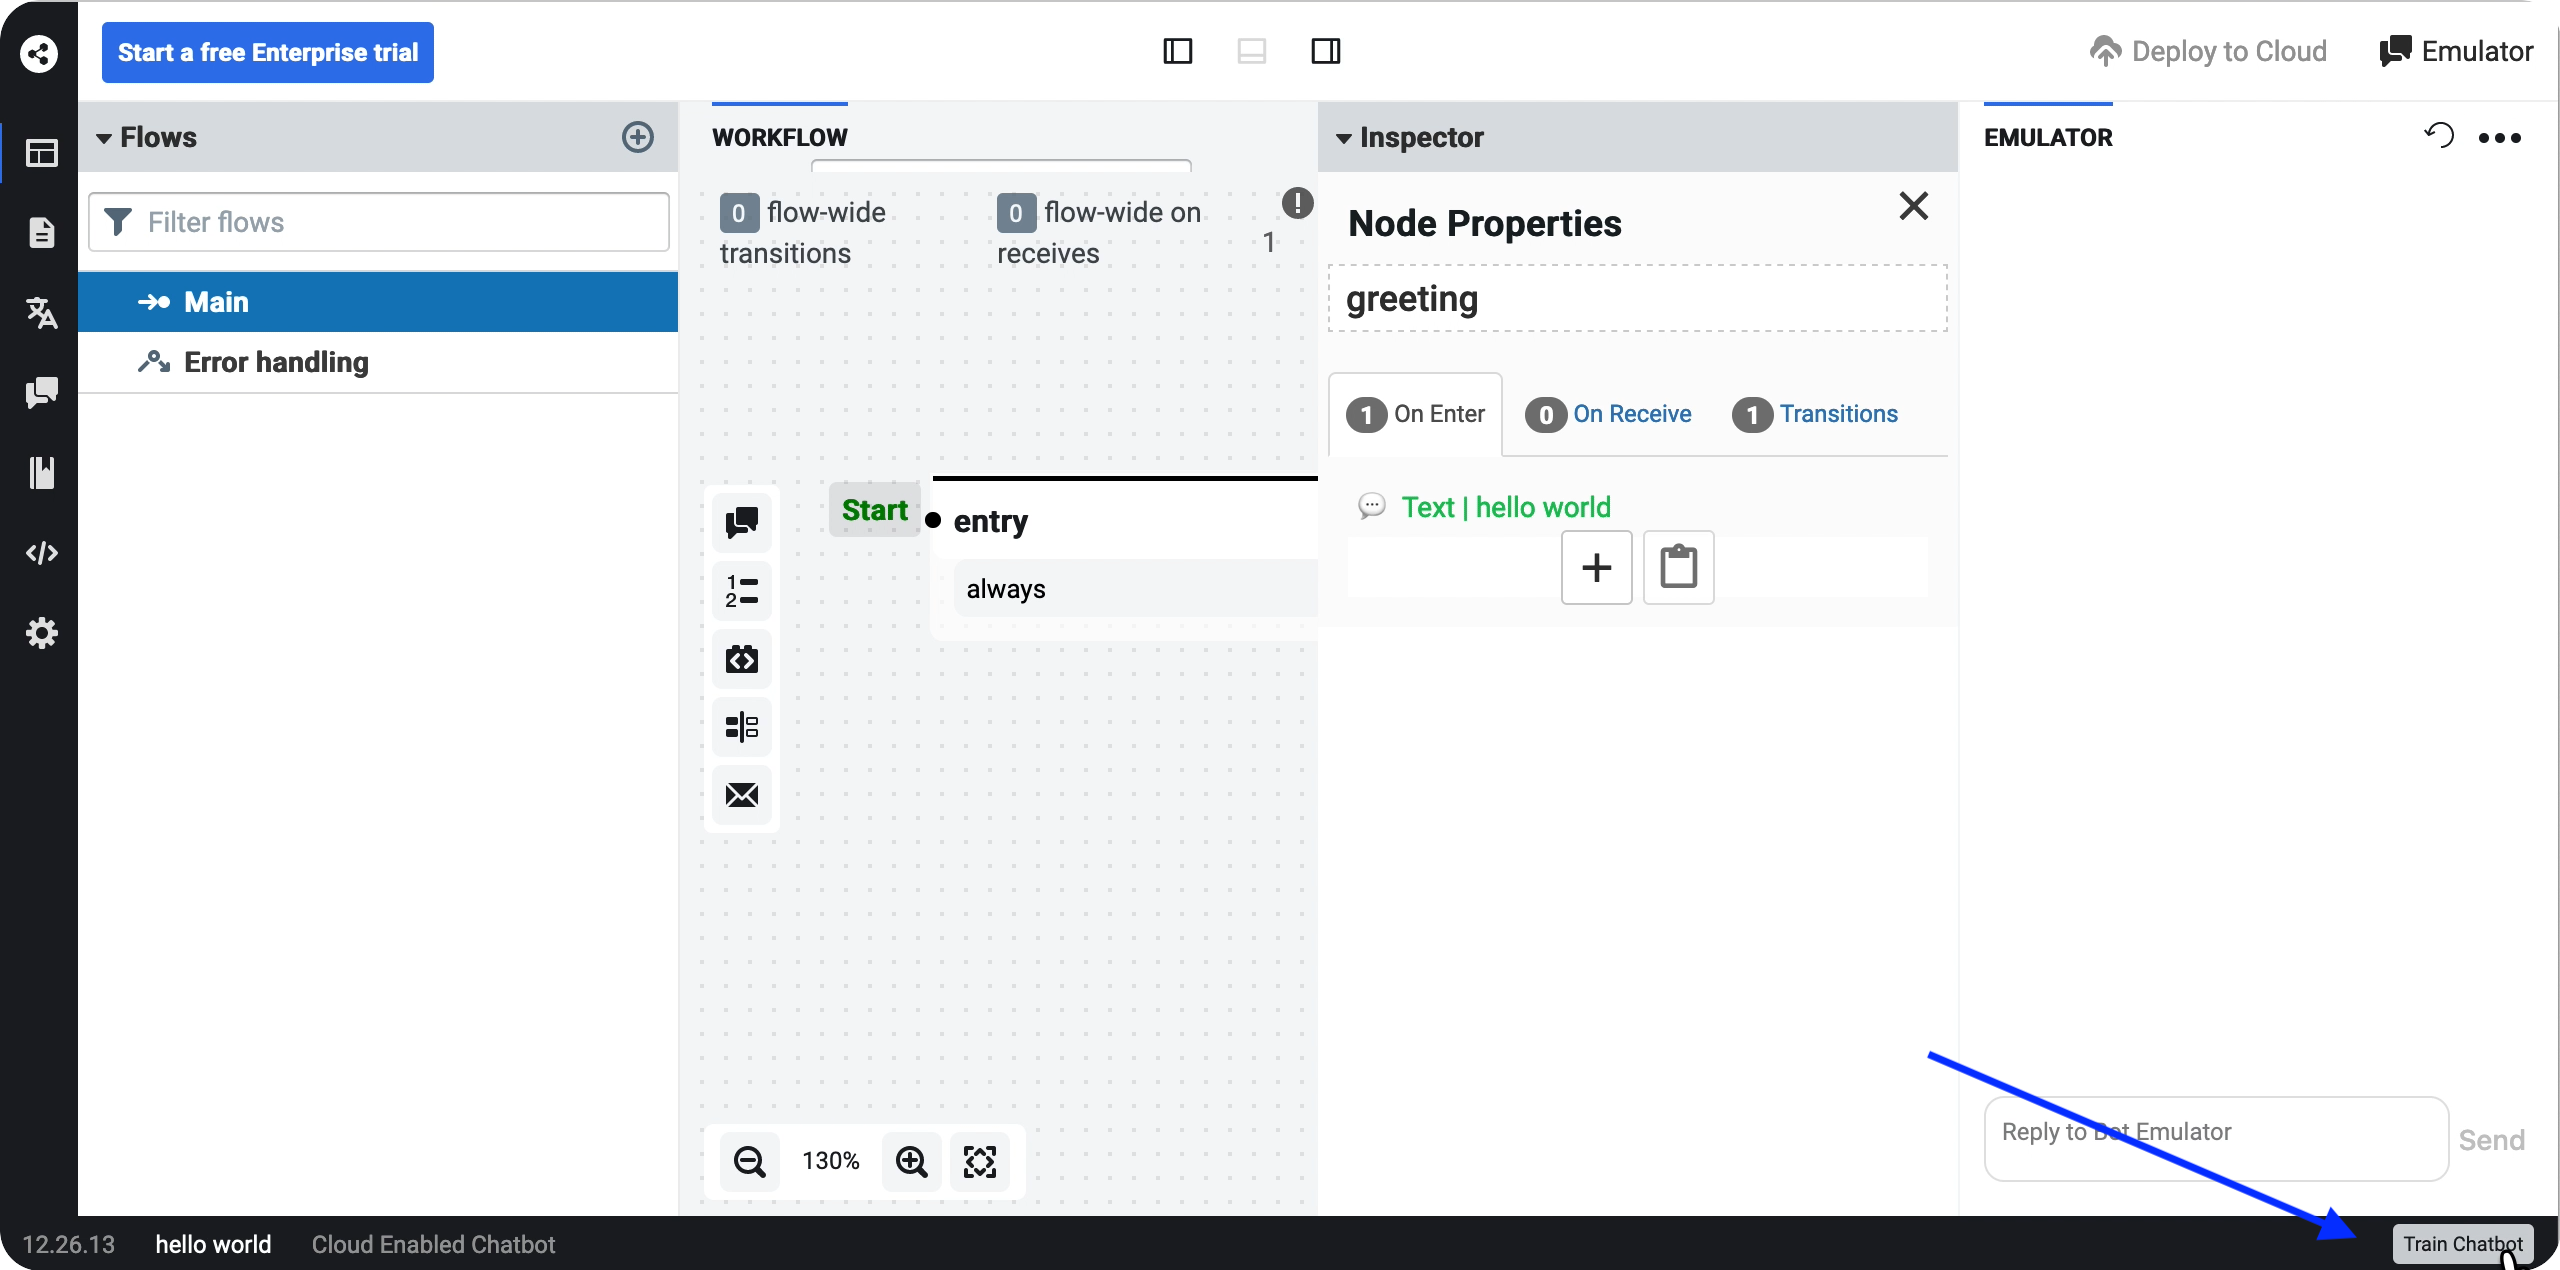 Start a free Enterprise trial
Deploy to Cloud
Emulator
Flows
Filter flows
Main
Error handling
WORKFLOW
0 flow-wide
transitions
0 flow-wide on
receives
1
Start
entry
always
1
2
130%
Inspector
Node Properties
greeting
1 On Enter
0 On Receive
1 Transitions
Text | hello world
EMULATOR
Reply to Bot Emulator
Send
12.26.13
hello world
Cloud Enabled Chatbot
Train Chatbot